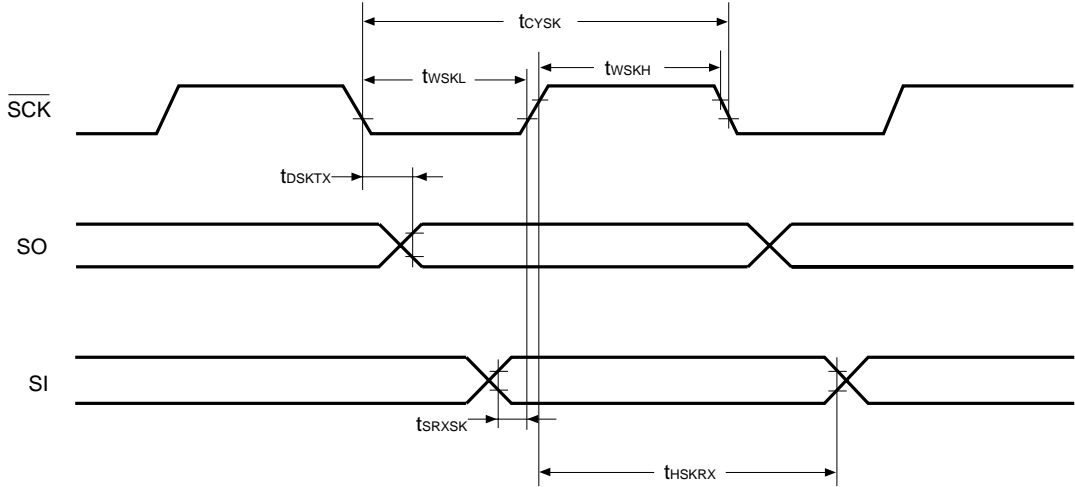 tCYSK
tWSKL
tWSKH
SCK
tDSKTX
SO
SI
tSRXSK
tHSKRX